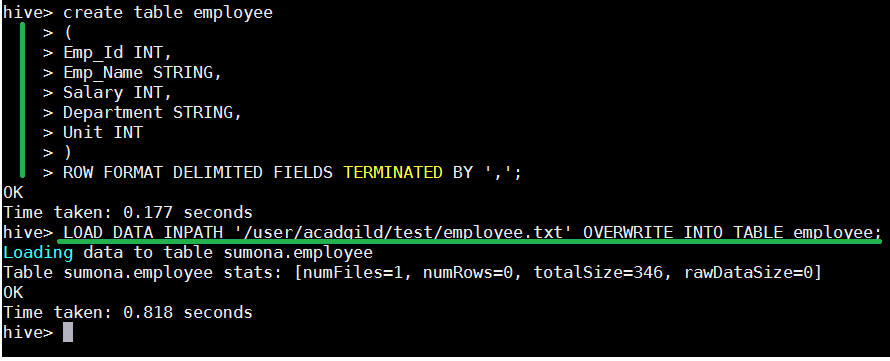 hive> create table employee
> (
> Emp_Id INT,
> Emp_Name STRING,
> Salary INT,
> Department STRING,
> Unit INT
> )
> ROW FORMAT DELIMITED FIELDS TERMINATED BY ',';
OK
Time taken: 0.177 seconds
hive> LOAD DATA INPATH '/user/acadgild/test/employee.txt' OVERWRITE INTO TABLE employee;
Loading data to table sumona.employee
Table sumona.employee stats: [numFiles=1, numRows=0, totalSize=346, rawDataSize=0]
OK
Time taken: 0.818 seconds
hive>